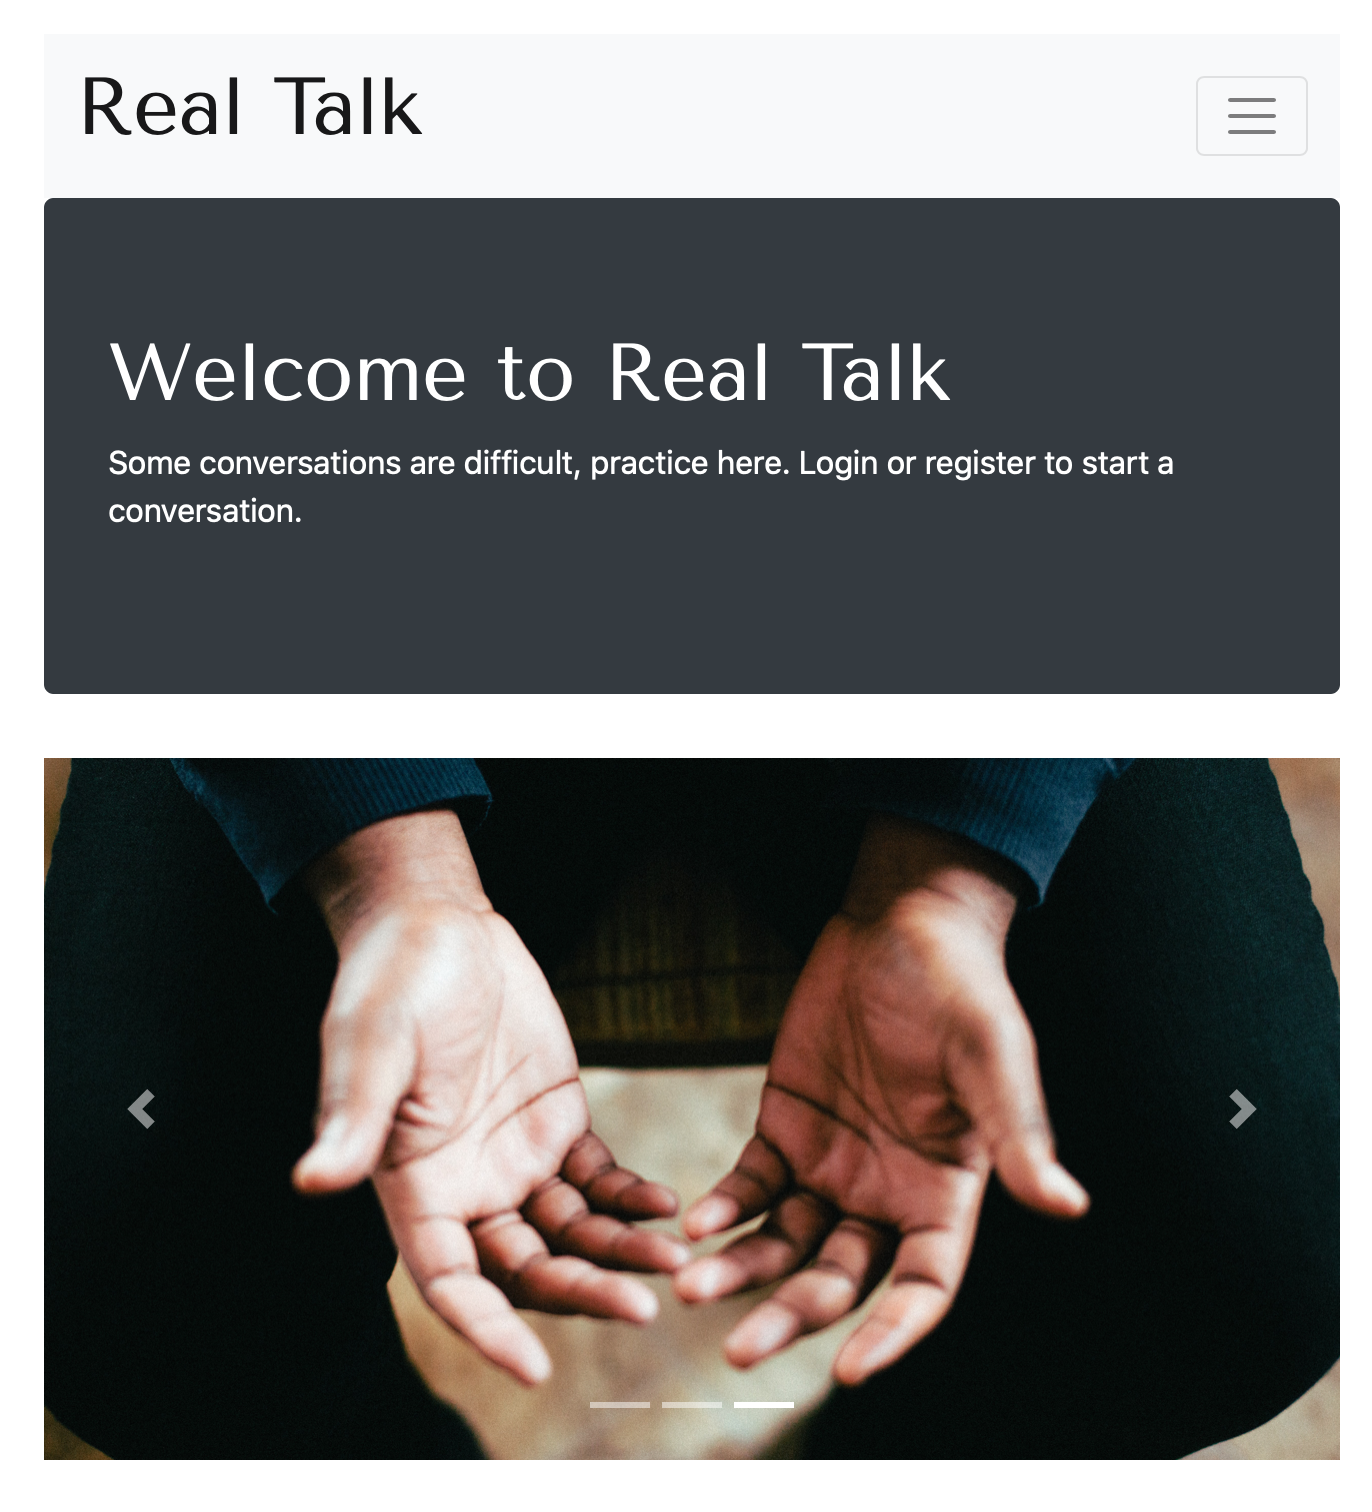 Real Talk
Welcome to Real Talk
Some conversations are difficult, practice here. Login or register to start a
conversation.